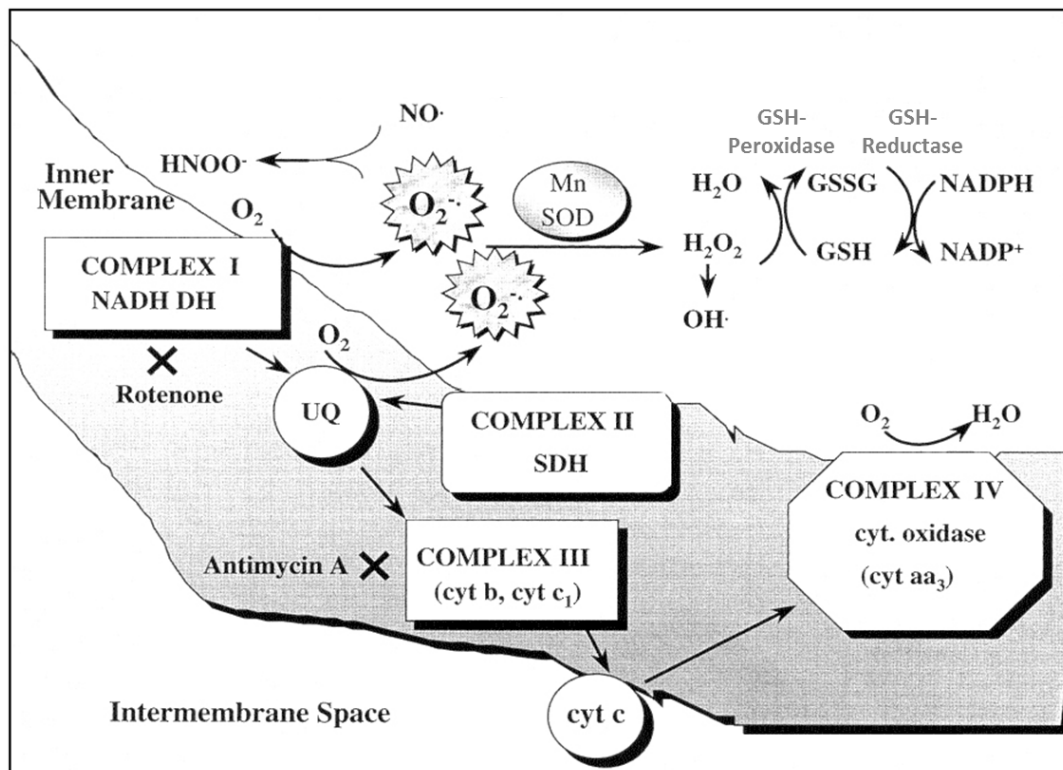 GSH-
Peroxidase
GSH-
Reductase
NO·
HNOO⁻
Inner
Membrane
O₂
O₂⁻·
Mn
SOD
H₂O
GSSG
NADPH
H₂O₂
GSH
NADP⁺
OH·
COMPLEX I
NADH DH
O₂⁻·
O₂
Rotenone
UQ
COMPLEX II
SDH
O₂
H₂O
COMPLEX IV
cyt. oxidase
(cyt aa₃)
Antimycin A
COMPLEX III
(cyt b, cyt c₁)
Intermembrane Space
cyt c